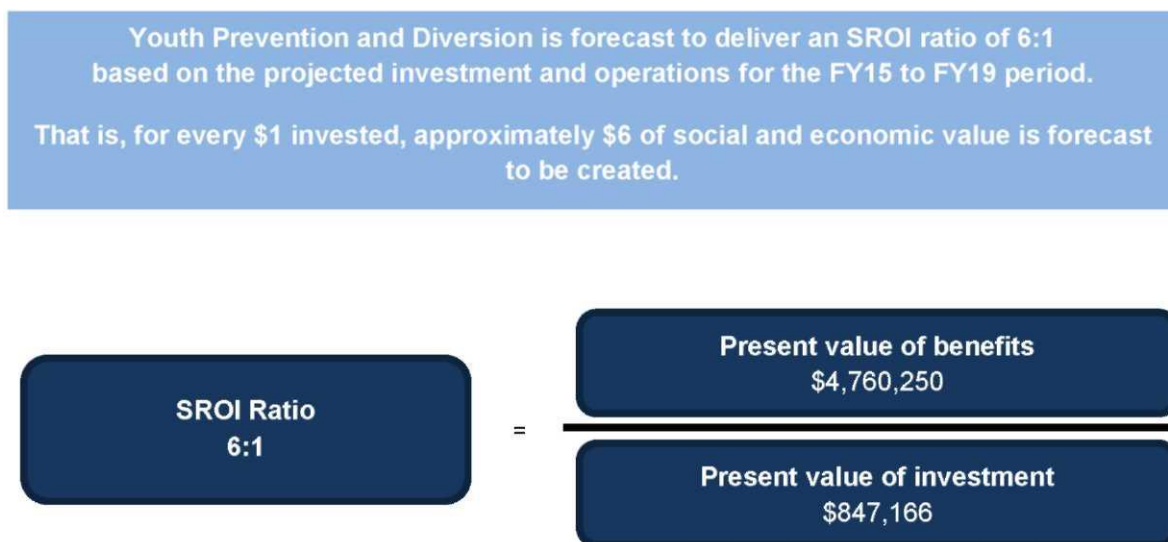 Youth Prevention and Diversion is forecast to deliver an SROI ratio of 6:1
based on the projected investment and operations for the FY15 to FY19 period.
That is, for every $1 invested, approximately $6 of social and economic value is forecast
to be created.
SROI Ratio
6:1
=
Present value of benefits
$4,760,250
Present value of investment
$847,166